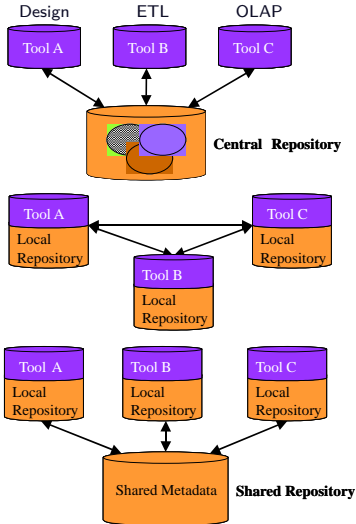 Design ETL OLAP
Tool A Tool B Tool C
Central Repository
Tool A Tool C
Local Local
Repository Repository
Tool B
Local
Repository
Tool A Tool B Tool C
Local Local Local
Repository Repository Repository
Shared Metadata Shared Repository